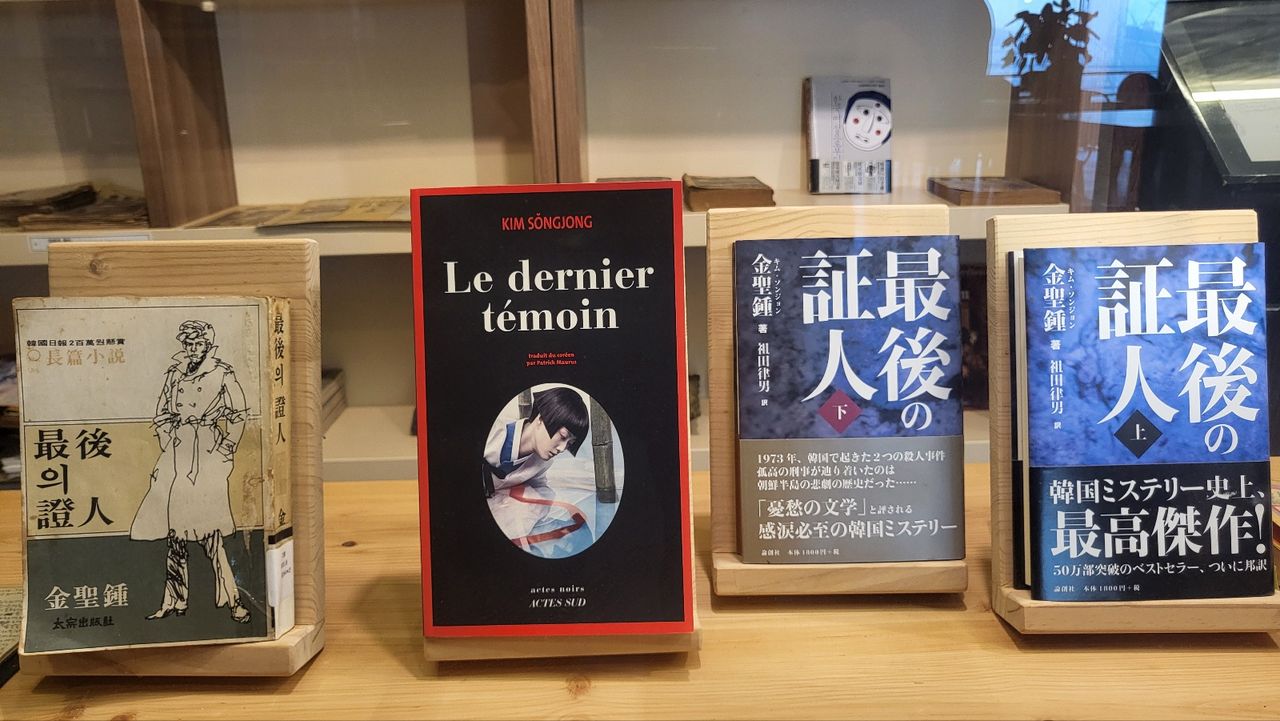 韓國日報2百萬원懸賞
長篇小説
最後
의
證人
金聖鍾
太宗出版社
最後의 證人 金
KIM SŎNGJONG
Le dernier
témoin
traduit du coréen
par Patrick Maurus
actes noirs
ACTES SUD
最後の
証人
下
キム・ソンジョン
金聖鍾 著
祖田律男 訳
1973年、韓国で起きた2つの殺人事件
孤高の刑事が辿り着いたのは
朝鮮半島の悲劇の歴史だった……
「憂愁の文学」と評される
感涙必至の韓国ミステリー
論創社 本体1800円+税
最後の
証人
上
キム・ソンジョン
金聖鍾 著
祖田律男 訳
韓国ミステリー史上、
最高傑作!
50万部突破のベストセラー、ついに邦訳
論創社 本体1800円+税